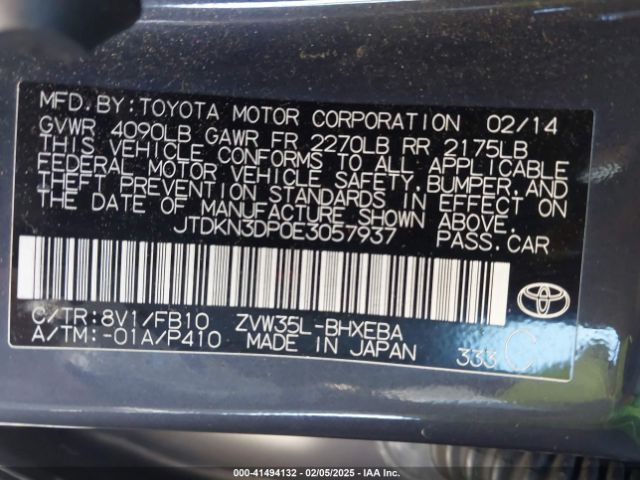 MFD.BY:TOYOTA MOTOR CORPORATION 02/14
GVWR 4090LB GAWR FR 2270LB RR 2175LB
THIS VEHICLE CONFORMS TO ALL APPLICABLE
FEDERAL MOTOR VEHICLE SAFETY,BUMPER,AND
THEFT PREVENTION STANDARDS IN EFFECT ON
THE DATE OF MANUFACTURE SHOWN ABOVE.
JTDKN3DP0E3057937 PASS.CAR
C/TR:8V1/FB10 ZVW35L-BHXEBA
A/TM:-01A/P410 MADE IN JAPAN 333 C
000-41494132 - 02/05/2025 - IAA Inc.